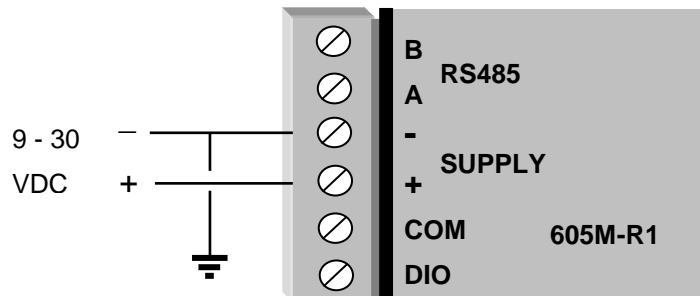 B
RS485
A
9 - 30 –
-
SUPPLY
VDC +
+
COM 605M-R1
DIO